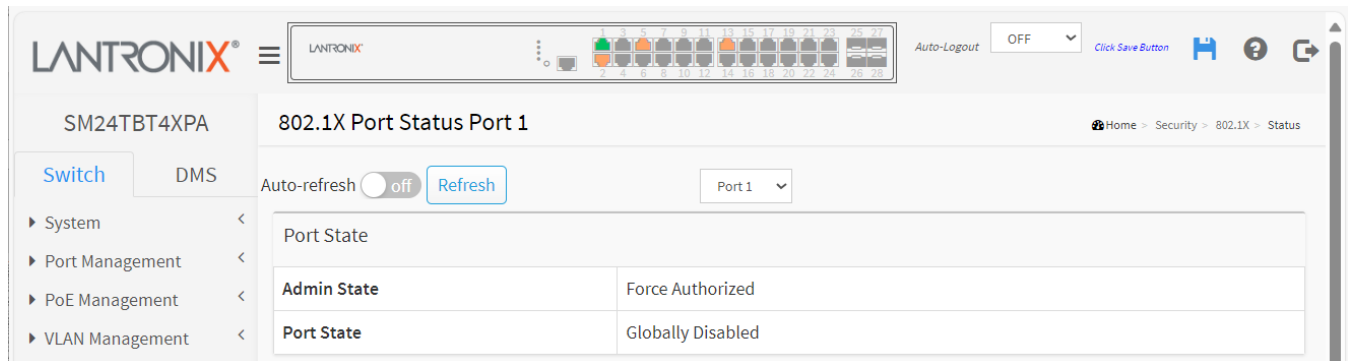 LANTRONIX®
LANTRONIX
1 3 5 7 9 11 13 15 17 19 21 23 25 27
2 4 6 8 10 12 14 16 18 20 22 24 26 28
Auto-Logout OFF Click Save Button
SM24TBT4XPA
802.1X Port Status Port 1
Home > Security > 802.1X > Status
Switch DMS
Auto-refresh off Refresh Port 1
System
Port Management
PoE Management
VLAN Management
Port State
Admin State Force Authorized
Port State Globally Disabled